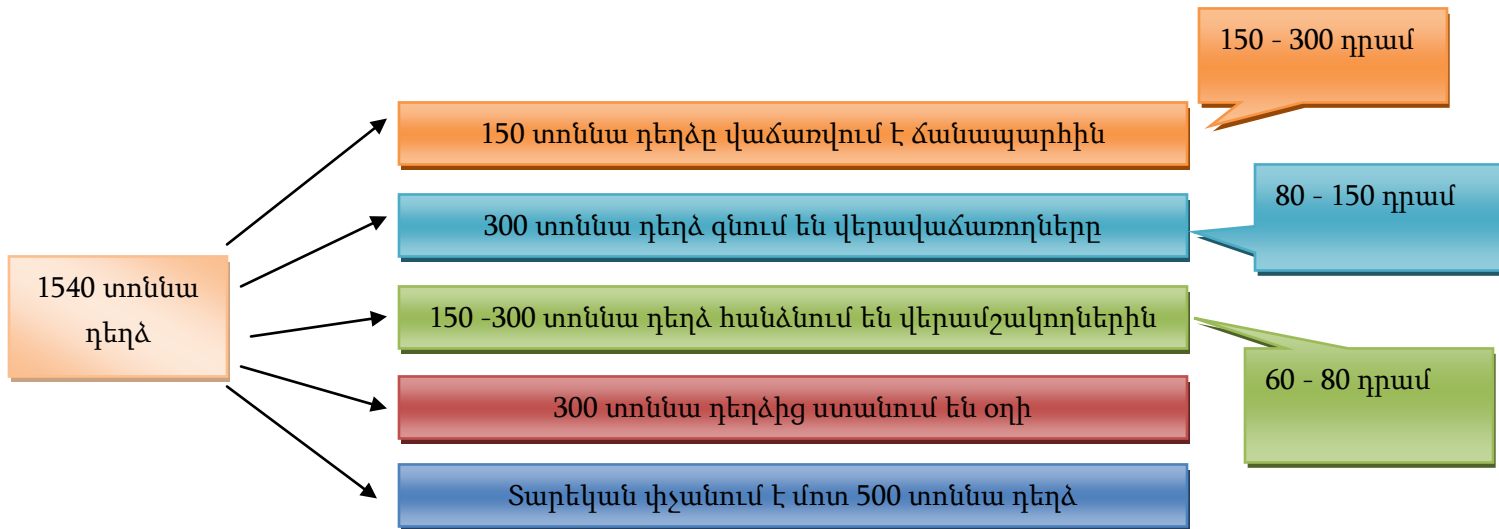 150 - 300 դրամ
150 տոննա դեղձը վաճառվում է ճանապարհին
80 - 150 դրամ
300 տոննա դեղձ գնում են վերավաճառողները
1540 տոննա
դեղձ
150 -300 տոննա դեղձ հանձնում են վերամշակողներին
60 - 80 դրամ
300 տոննա դեղձից ստանում են օղի
Տարեկան փչանում է մոտ 500 տոննա դեղձ